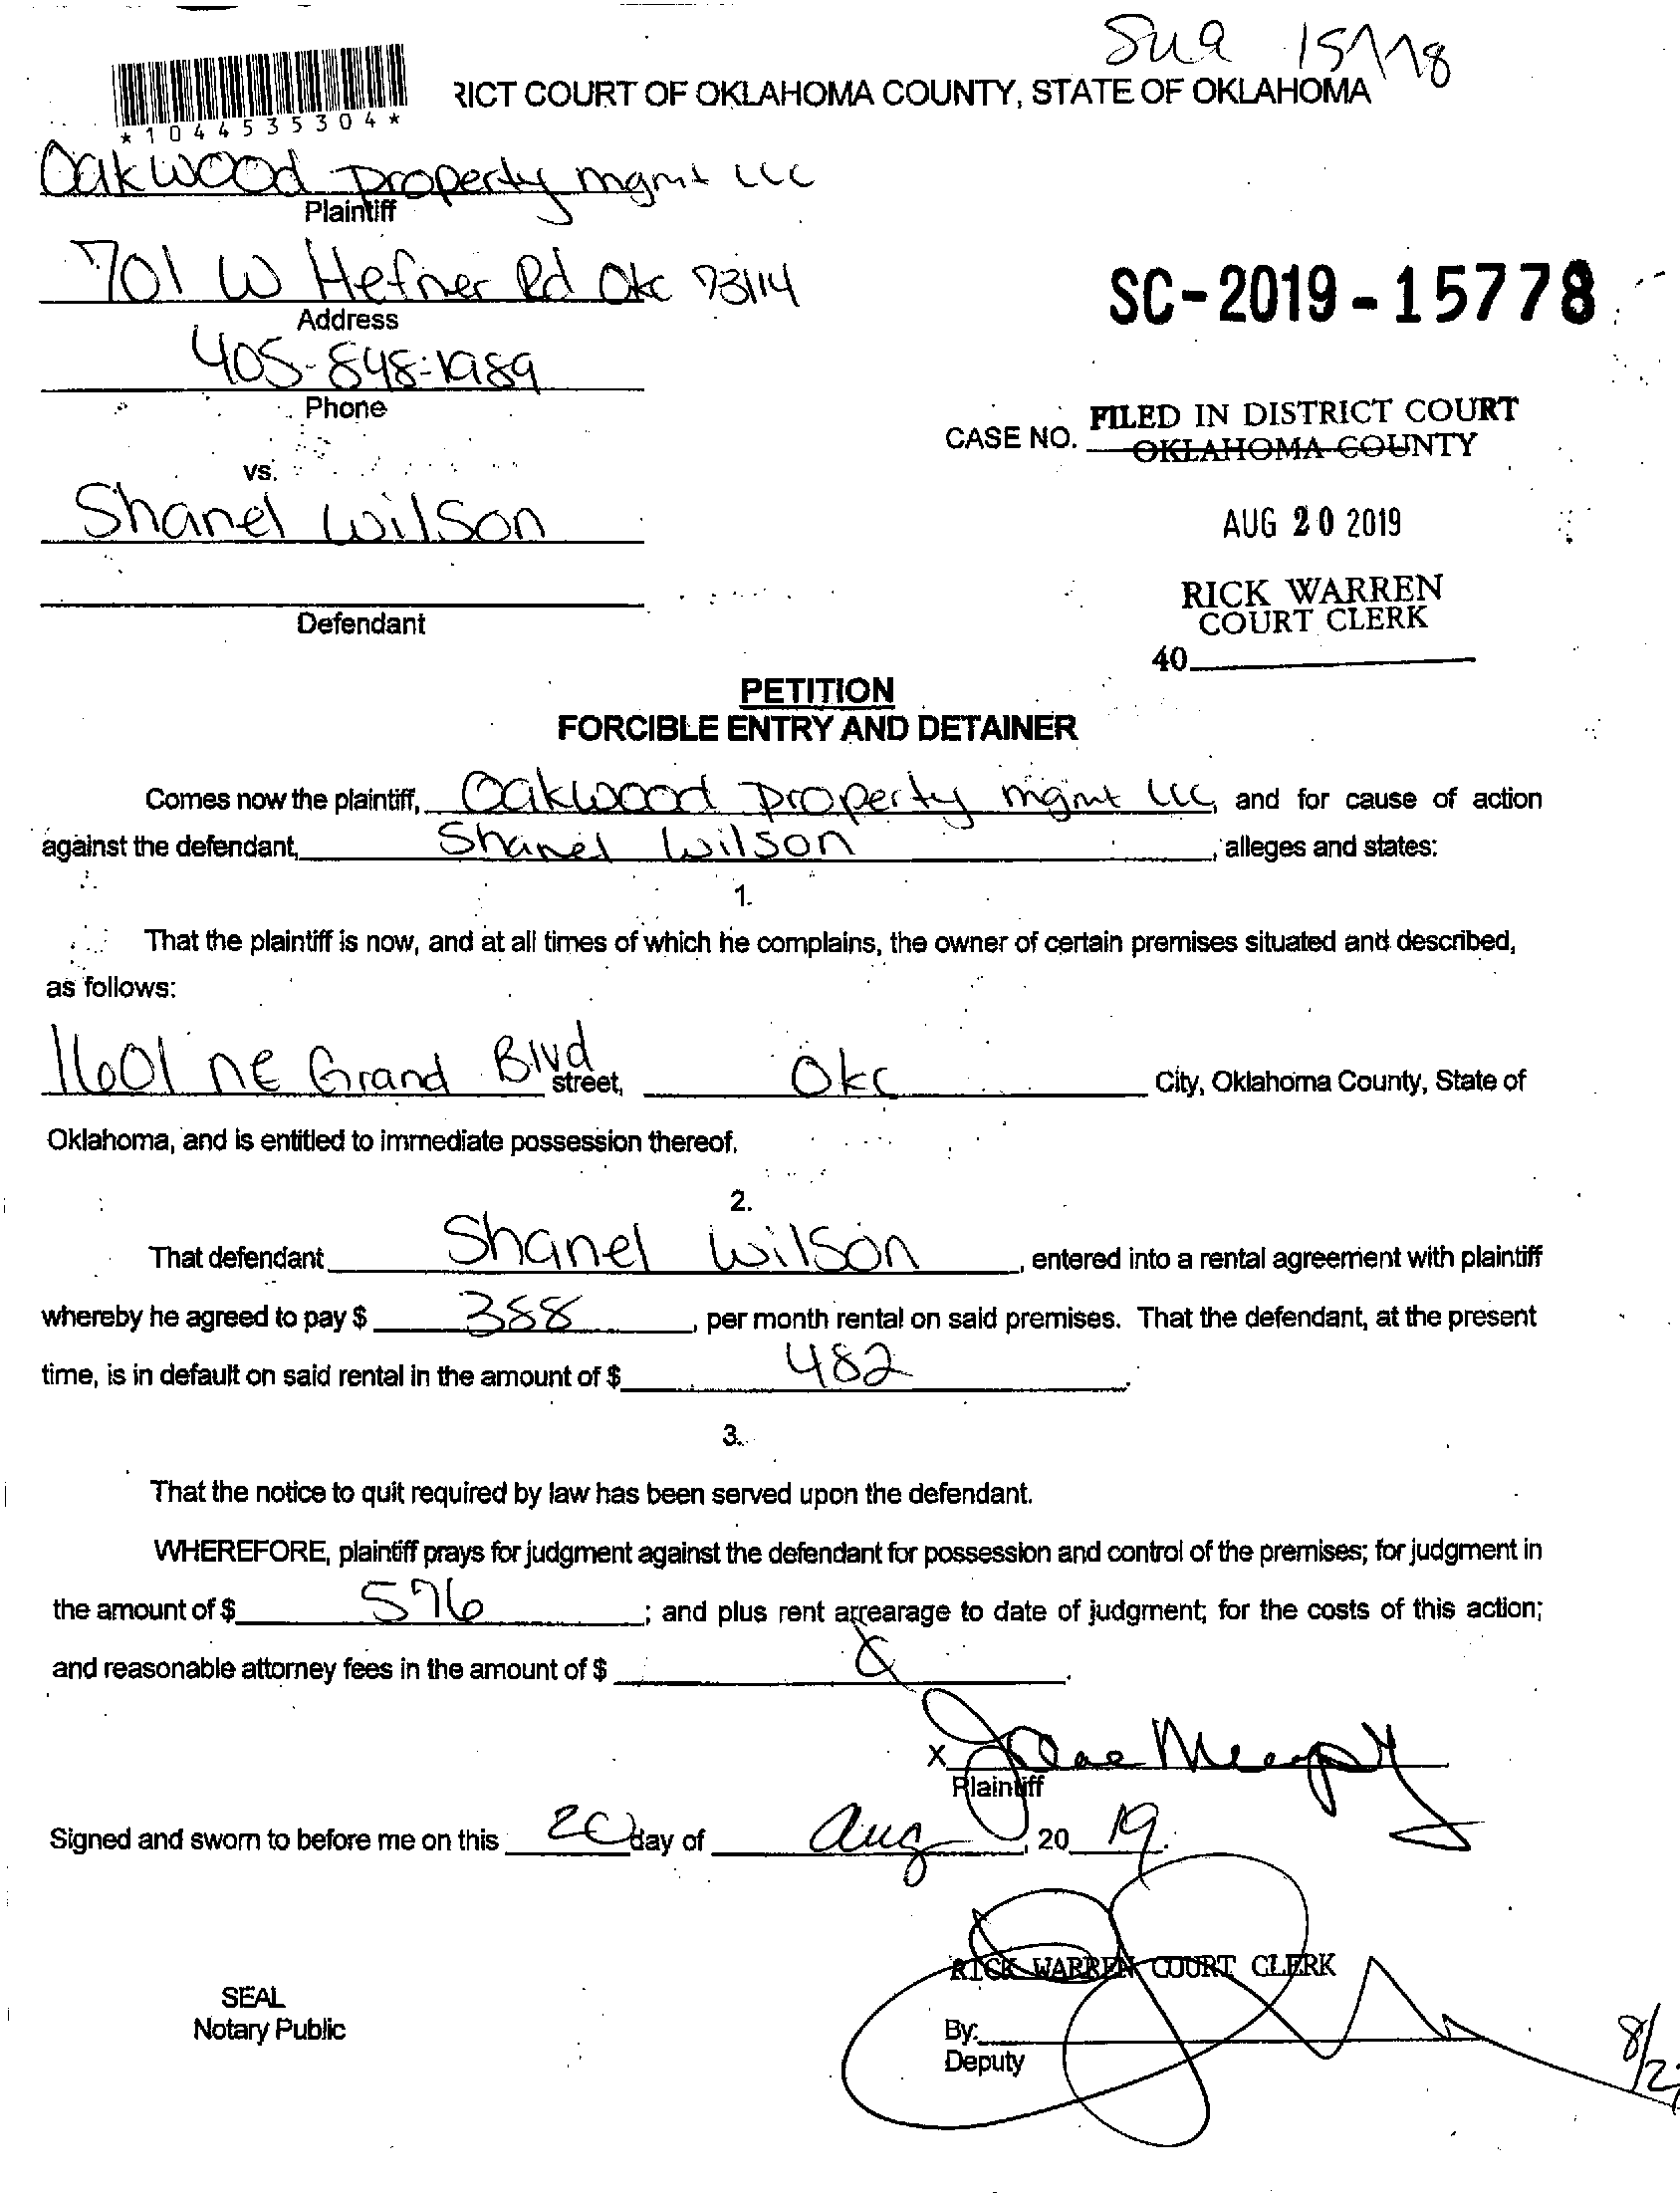 Sua
*1044535304*
RICT COURT OF OKLAHOMA COUNTY, STATE OF OKLAHOMA
Oakwood property mgmt LLC
Plaintiff
701 W Hefner Rd Okc 73114
Address
SC-2019-15778
405-848-1989
Phone
CASE NO. FILED IN DISTRICT COURT
OKLAHOMA COUNTY
vs.
Shanel Wilson
AUG 20 2019
RICK WARREN
COURT CLERK
Defendant
40
PETITION
FORCIBLE ENTRY AND DETAINER
Comes now the plaintiff, Oakwood property mgmt LLC, and for cause of action
against the defendant, Shanel Wilson, alleges and states:
1.
That the plaintiff is now, and at all times of which he complains, the owner of certain premises situated and described,
as follows:
1601 NE Grand Blvd street, Okc City, Oklahoma County, State of
Oklahoma, and is entitled to immediate possession thereof.
2.
That defendant Shanel Wilson, entered into a rental agreement with plaintiff
whereby he agreed to pay $ 388, per month rental on said premises. That the defendant, at the present
time, is in default on said rental in the amount of $ 482.
3.
That the notice to quit required by law has been served upon the defendant.
WHEREFORE, plaintiff prays for judgment against the defendant for possession and control of the premises; for judgment in
the amount of $ 576; and plus rent arrearage to date of judgment; for the costs of this action;
and reasonable attorney fees in the amount of $.
X
Plaintiff
Signed and sworn to before me on this 20 day of Aug, 20 19.
RICK WARREN COURT CLERK
SEAL
Notary Public
By:
Deputy